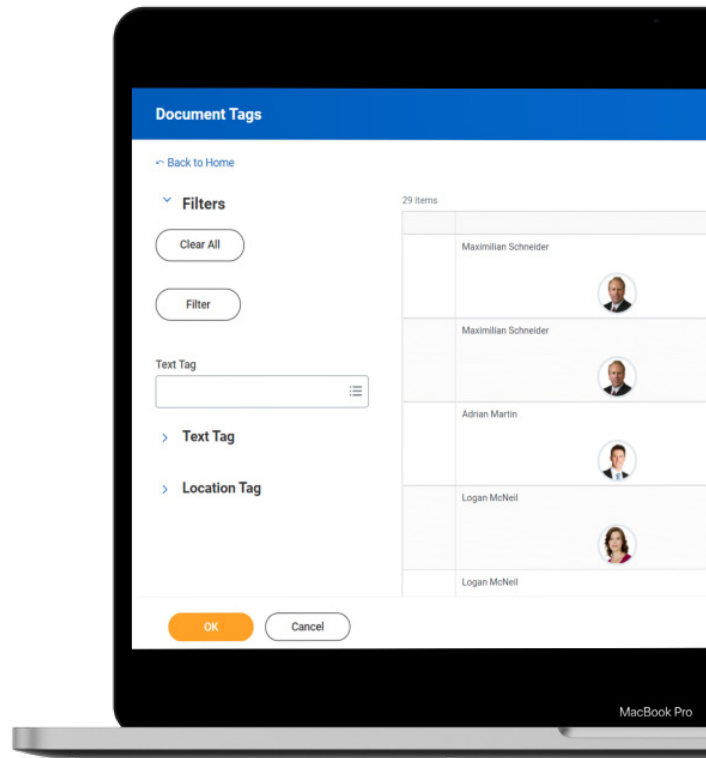 Document Tags
Back to Home
Filters
Clear All
Filter
Text Tag
Text Tag
Location Tag
29 items
Maximilian Schneider
Maximilian Schneider
Adrian Martin
Logan McNeil
Logan McNeil
OK
Cancel
MacBook Pro